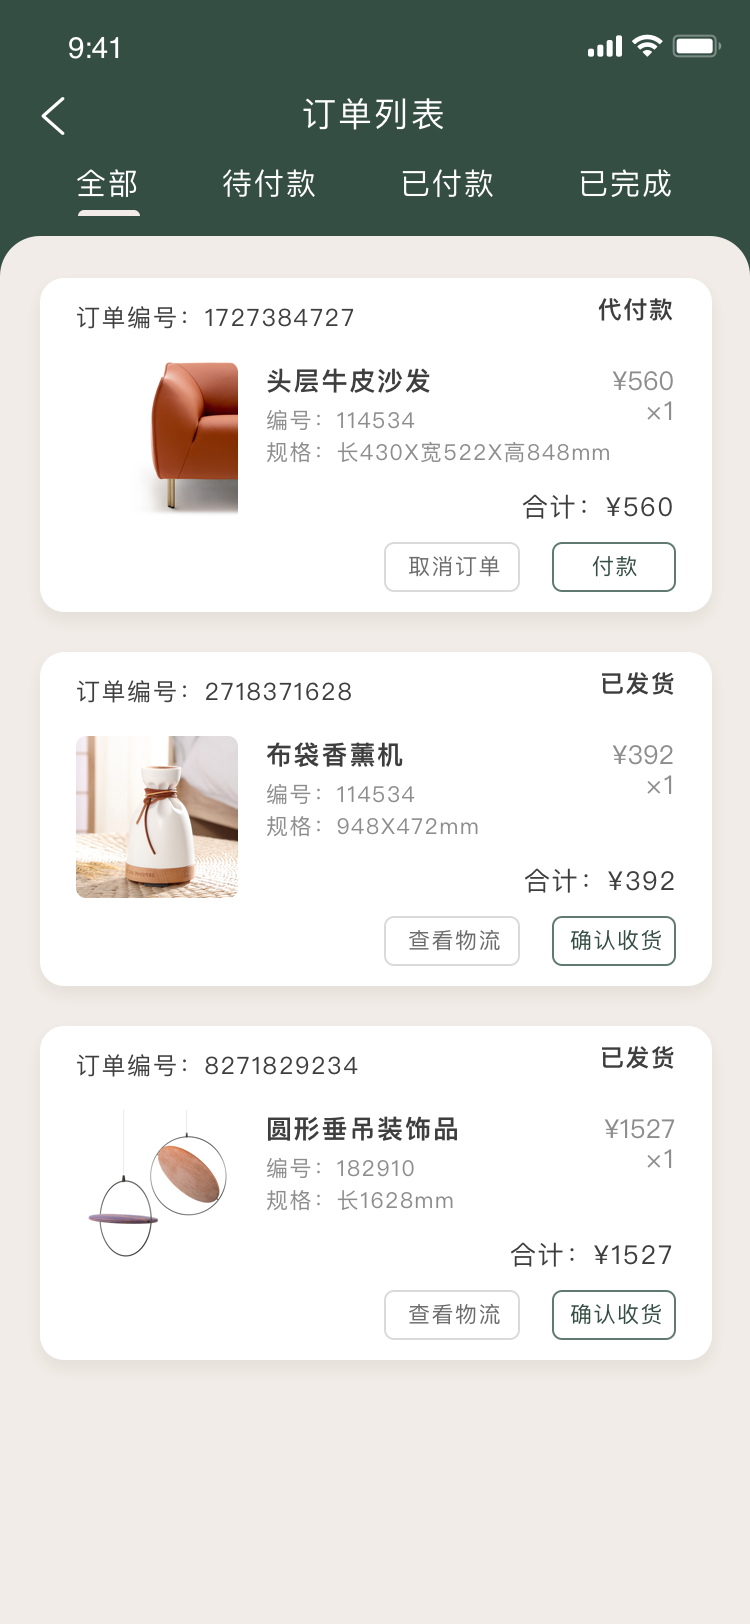 9:41
订单列表
全部 待付款 已付款 已完成
订单编号：1727384727 代付款
头层牛皮沙发 ¥560
编号：114534 ×1
规格：长430X宽522X高848mm
合计：¥560
取消订单 付款
订单编号：2718371628 已发货
布袋香薰机 ¥392
编号：114534 ×1
规格：948X472mm
合计：¥392
查看物流 确认收货
订单编号：8271829234 已发货
圆形垂吊装饰品 ¥1527
编号：182910 ×1
规格：长1628mm
合计：¥1527
查看物流 确认收货